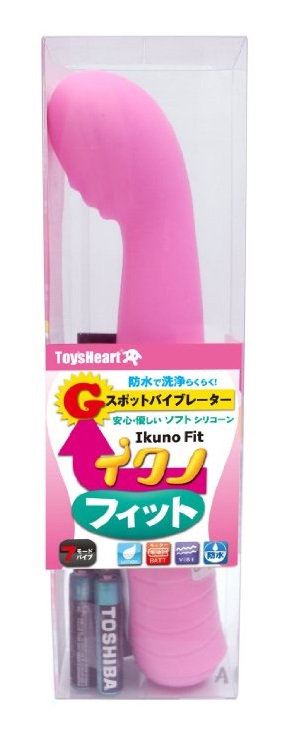 ToysHeart
防水で洗浄らくらく!
Gスポットバイブレーター
安心・優しい ソフト シリコーン
Ikuno Fit
イクノ
フィット
7モード
バイブ
BATT
防水
TOSHIBA
A